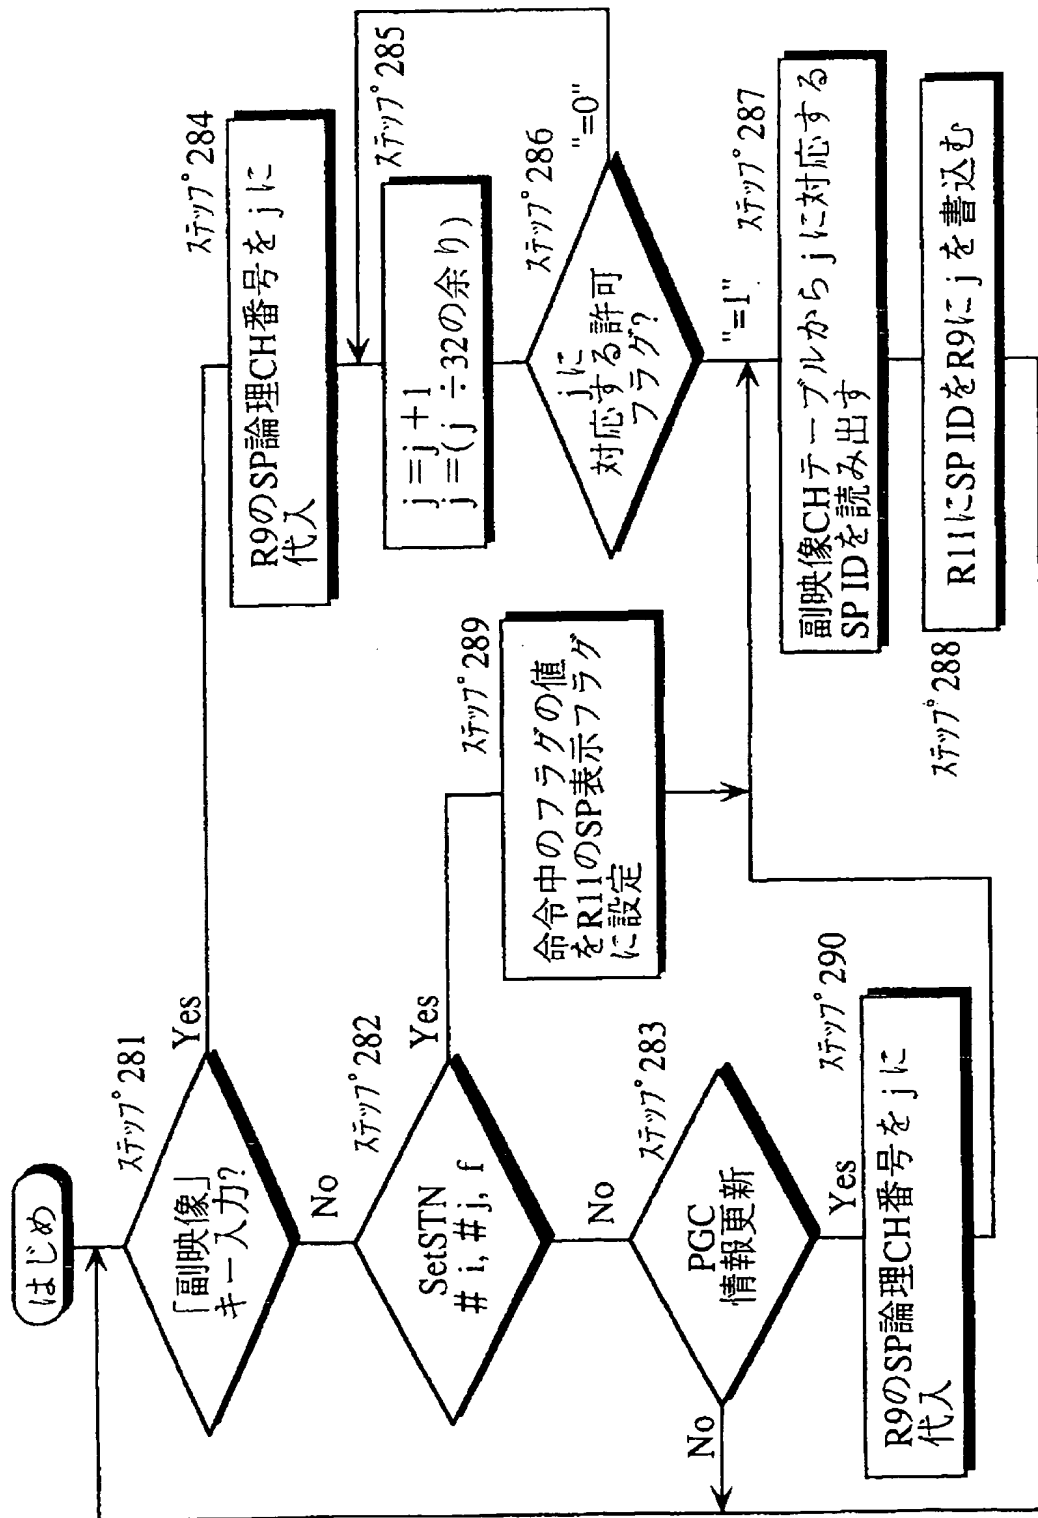 はじめ
ステップ281
「副映像」
キー入力?
Yes
No
ステップ282
SetSTN
# i, # j, f
Yes
No
ステップ283
PGC
情報更新
No
Yes
ステップ290
R9のSP論理CH番号をjに
代入
ステップ289
命令中のフラグの値
をR11のSP表示フラグ
に設定
ステップ284
R9のSP論理CH番号をjに
代入
ステップ285
j=j+1
j=(j÷32の余り)
ステップ286
jに
対応する許可
フラグ?
"=0"
"=1"
ステップ287
副映像CHテーブルからjに対応する
SP IDを読み出す
ステップ288
R11にSP IDをR9にjを書込む